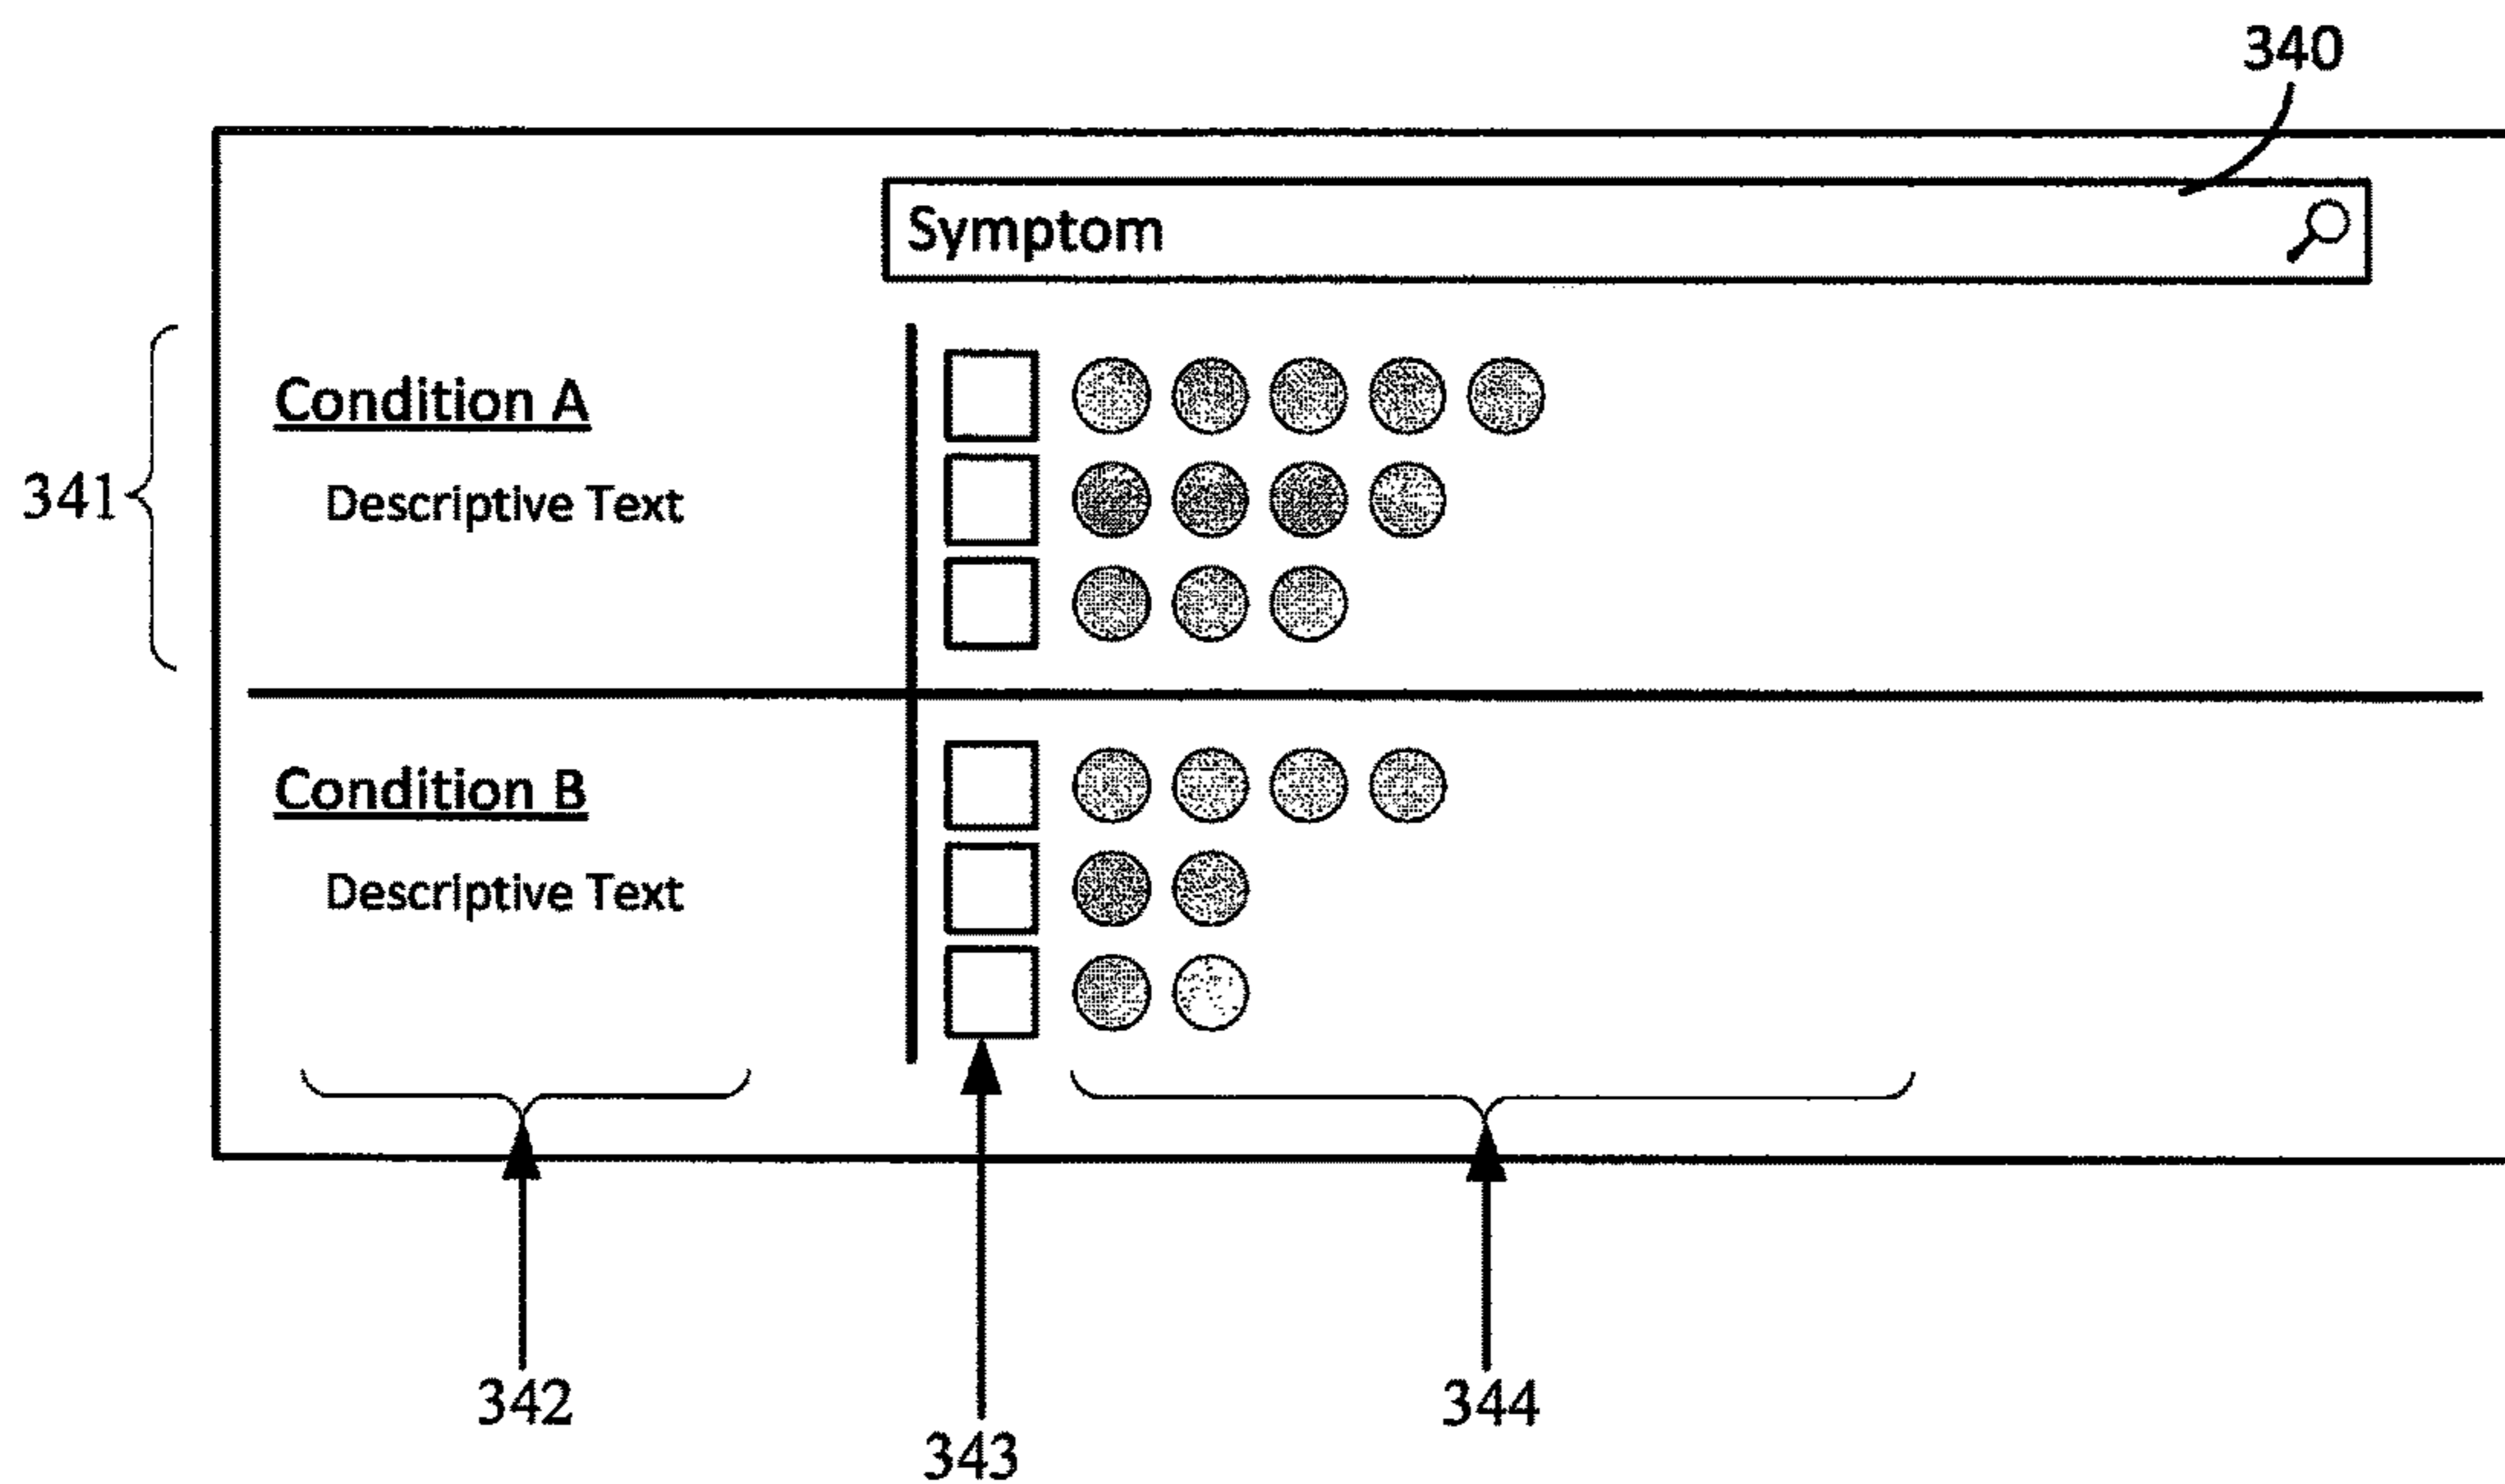 340
Symptom
Condition A
341
Descriptive Text
Condition B
Descriptive Text
342
344
343